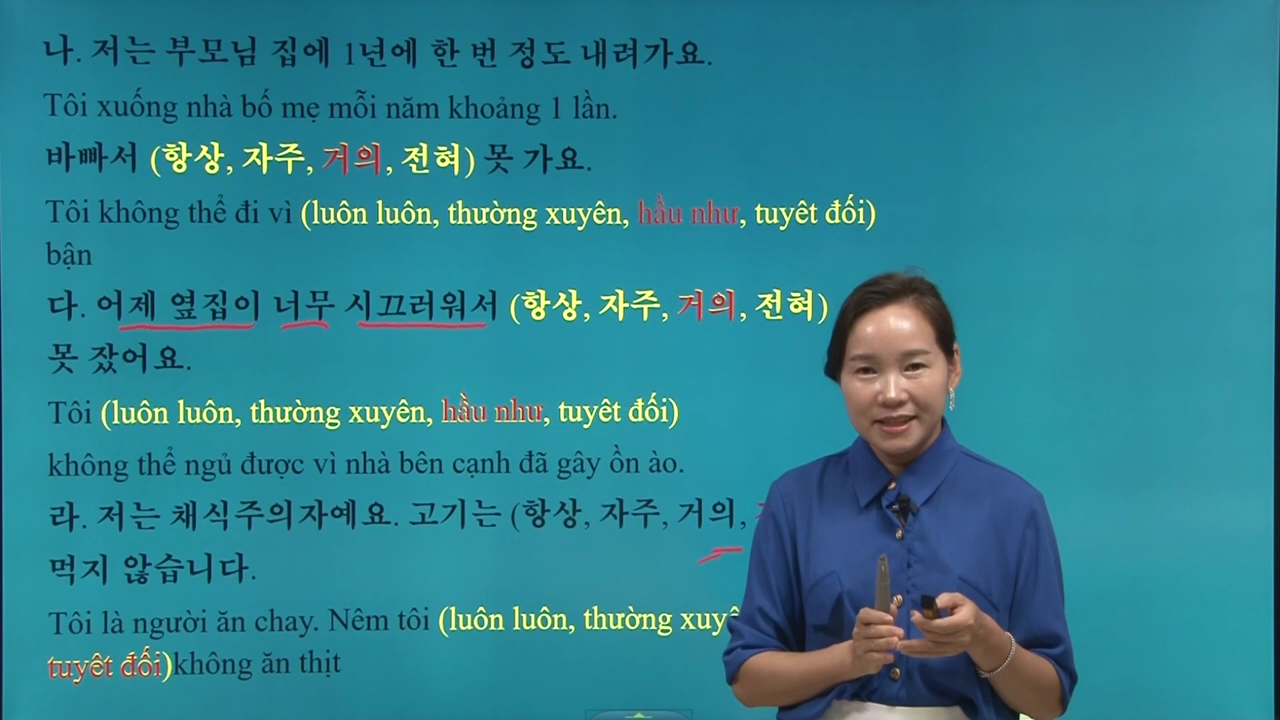 나. 저는 부모님 집에 1년에 한 번 정도 내려가요.
Tôi xuống nhà bố mẹ mỗi năm khoảng 1 lần.
바빠서 (항상, 자주, 거의, 전혀) 못 가요.
Tôi không thể đi vì (luôn luôn, thường xuyên, hầu như, tuyêt đối)
bận
다. 어제 옆집이 너무 시끄러워서 (항상, 자주, 거의, 전혀)
못 잤어요.
Tôi (luôn luôn, thường xuyên, hầu như, tuyêt đối)
không thể ngủ được vì nhà bên cạnh đã gây ồn ào.
라. 저는 채식주의자예요. 고기는 (항상, 자주, 거의,
먹지 않습니다.
Tôi là người ăn chay. Nêm tôi (luôn luôn, thường
tuyêt đối)không ăn thịt